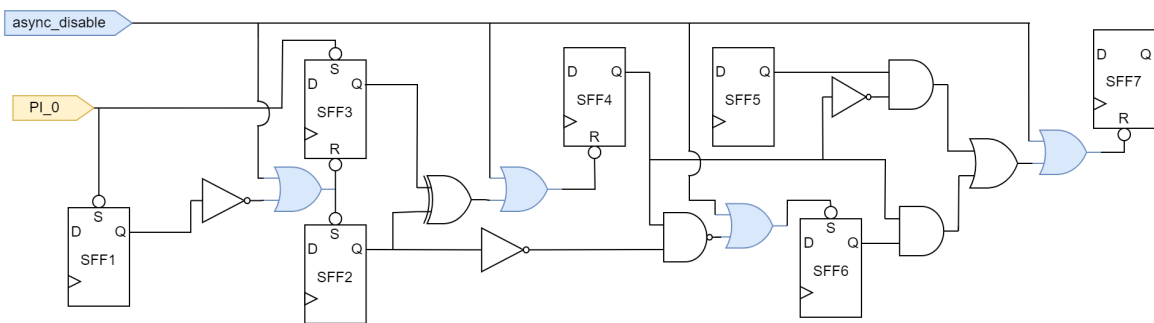 async_disable
PI_0
S
D Q
SFF3
R
S
D Q
SFF1
S
D Q
SFF2
D Q
SFF4
R
D Q
SFF5
S
D Q
SFF6
D Q
SFF7
R